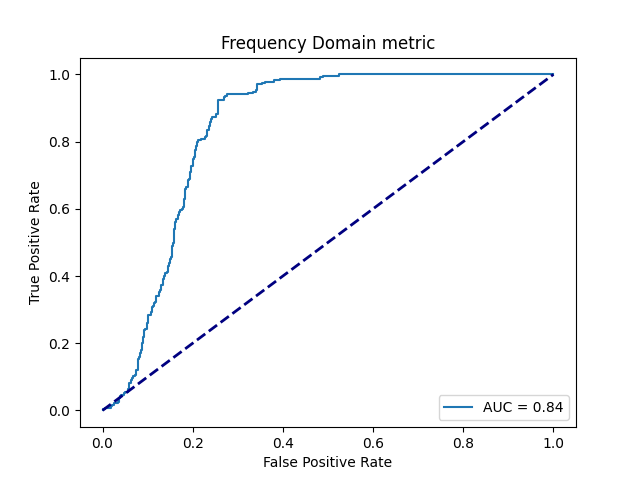 Frequency Domain metric
True Positive Rate
1.0
0.8
0.6
0.4
0.2
0.0
AUC = 0.84
0.0 0.2 0.4 0.6 0.8 1.0
False Positive Rate